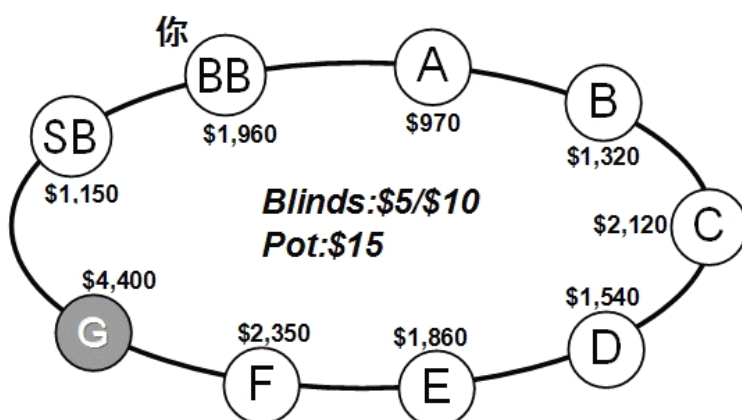 你
BB
$1,960
A
$970
B
$1,320
SB
$1,150
Blinds:$5/$10
Pot:$15
$2,120
C
$4,400
G
$2,350
F
$1,860
E
$1,540
D